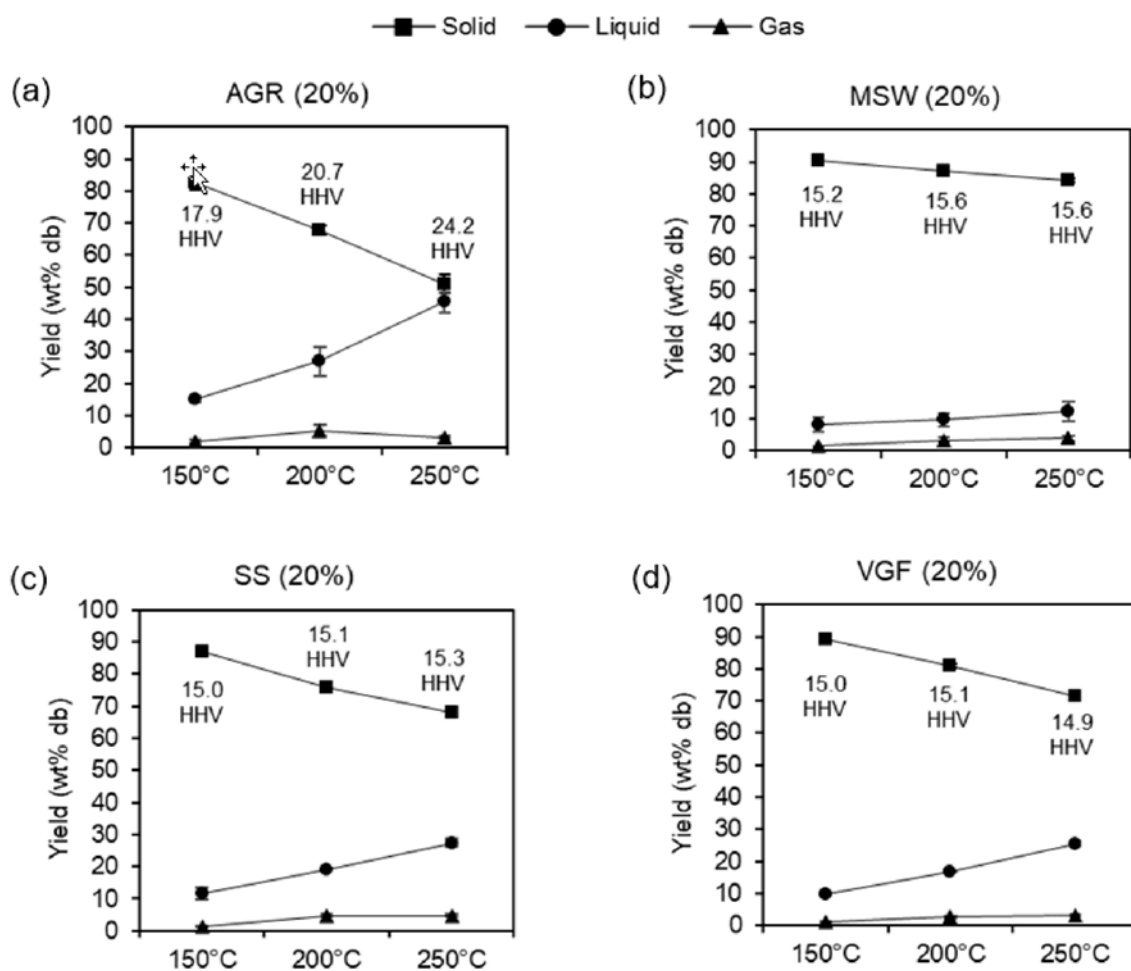 Solid Liquid Gas
(a)
AGR (20%)
Yield (wt% db)
100
90
80
70
60
50
40
30
20
10
0
17.9
HHV
20.7
HHV
24.2
HHV
150°C 200°C 250°C
(b)
MSW (20%)
Yield (wt% db)
100
90
80
70
60
50
40
30
20
10
0
15.2
HHV
15.6
HHV
15.6
HHV
150°C 200°C 250°C
(c)
SS (20%)
Yield (wt% db)
100
90
80
70
60
50
40
30
20
10
0
15.0
HHV
15.1
HHV
15.3
HHV
150°C 200°C 250°C
(d)
VGF (20%)
Yield (wt% db)
100
90
80
70
60
50
40
30
20
10
0
15.0
HHV
15.1
HHV
14.9
HHV
150°C 200°C 250°C